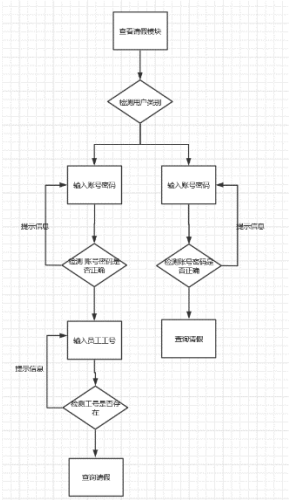 查看请假模块
检测用户类别
输入账号密码
输入账号密码
提示信息
提示信息
检测 账号密码是
否正确
检测账号密码是
否正确
输入员工工号
查询请假
提示信息
检测工号是否存
在
查询请假